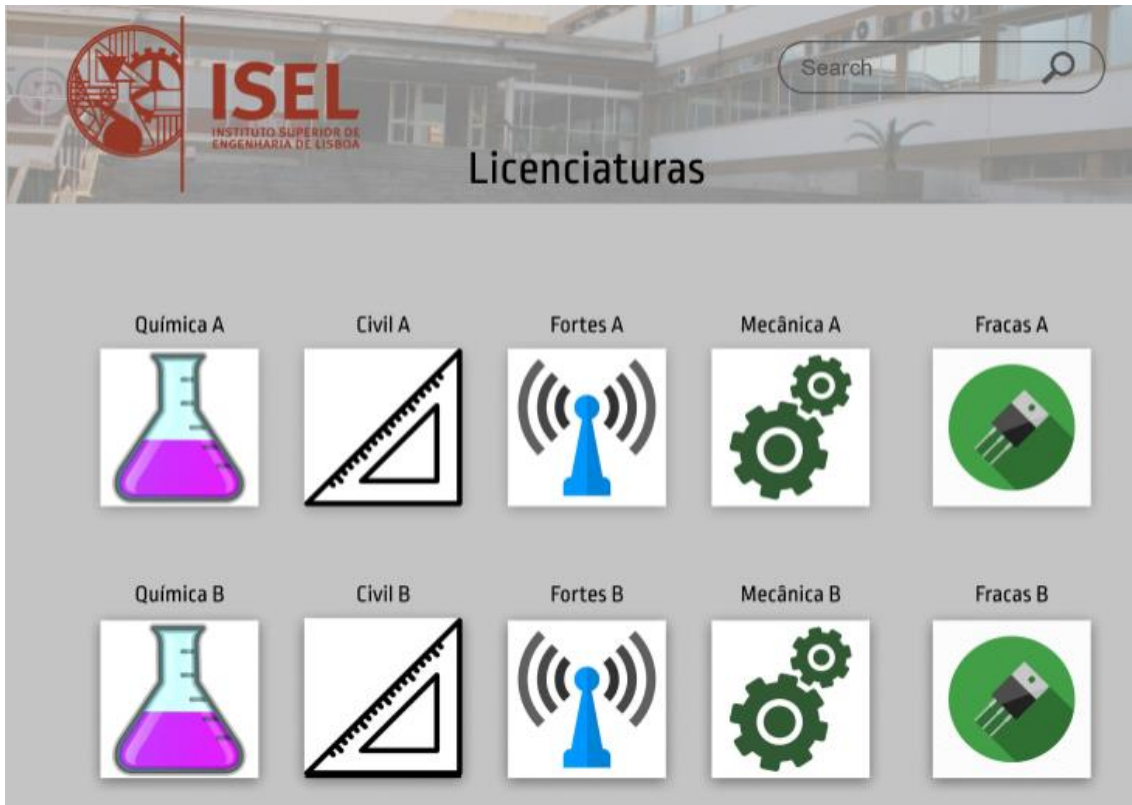 Search
ISEL
INSTITUTO SUPERIOR DE
ENGENHARIA DE LISBOA
Licenciaturas
Química A
Civil A
Fortes A
Mecânica A
Fracas A
Química B
Civil B
Fortes B
Mecânica B
Fracas B